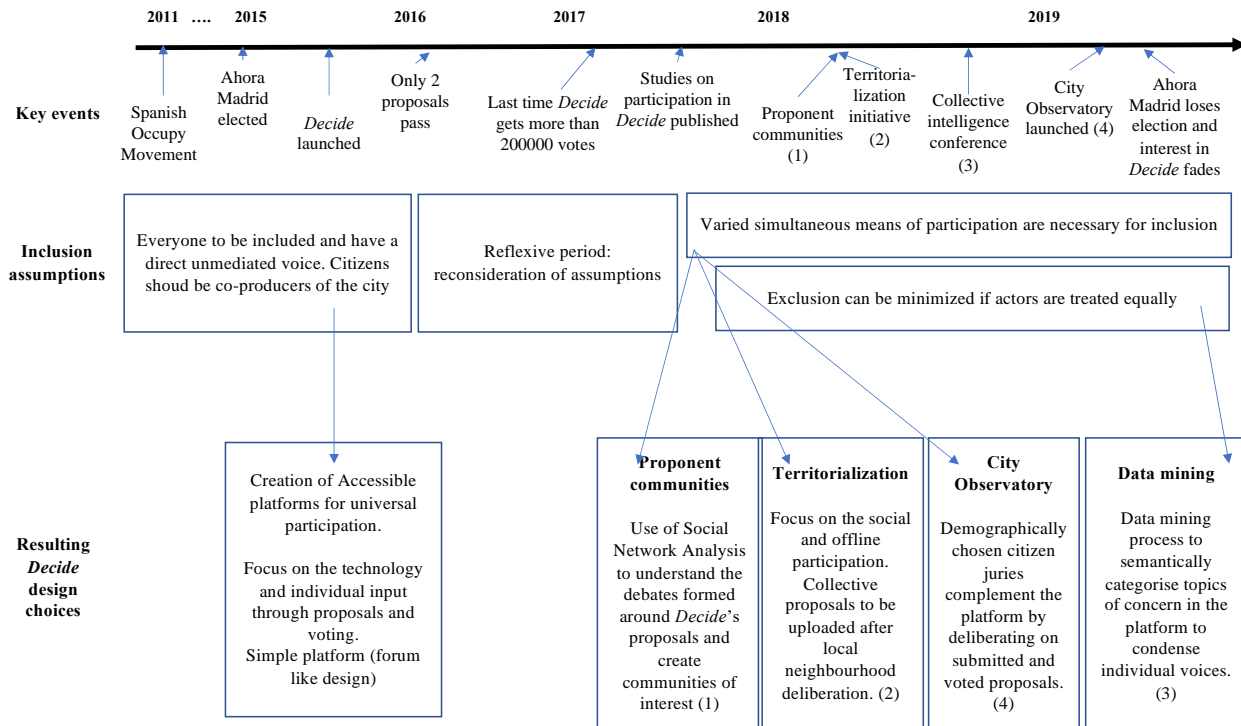 2011 …. 2015 2016 2017 2018 2019
Key events
Spanish
Occupy
Movement
Ahora
Madrid
elected
Decide
launched
Only 2
proposals
pass
Last time Decide
gets more than
200000 votes
Studies on
participation in
Decide published
Proponent
communities
(1)
Territoria-
lization
initiative
(2)
Collective
intelligence
conference
(3)
City
Observatory
launched (4)
Ahora
Madrid loses
election and
interest in
Decide fades
Inclusion
assumptions
Everyone to be included and have a
direct unmediated voice. Citizens
shoud be co-producers of the city
Reflexive period:
reconsideration of assumptions
Varied simultaneous means of participation are necessary for inclusion
Exclusion can be minimized if actors are treated equally
Resulting
Decide
design
choices
Creation of Accessible
platforms for universal
participation.
Focus on the technology
and individual input
through proposals and
voting.
Simple platform (forum
like design)
Proponent
communities
Use of Social
Network Analysis
to understand the
debates formed
around Decide's
proposals and
create
communities of
interest (1)
Territorialization
Focus on the social
and offline
participation.
Collective
proposals to be
uploaded after
local
neighbourhood
deliberation. (2)
City
Observatory
Demographically
chosen citizen
juries
complement the
platform by
deliberating on
submitted and
voted proposals.
(4)
Data mining
Data mining
process to
semantically
categorise topics
of concern in the
platform to
condense
individual voices.
(3)